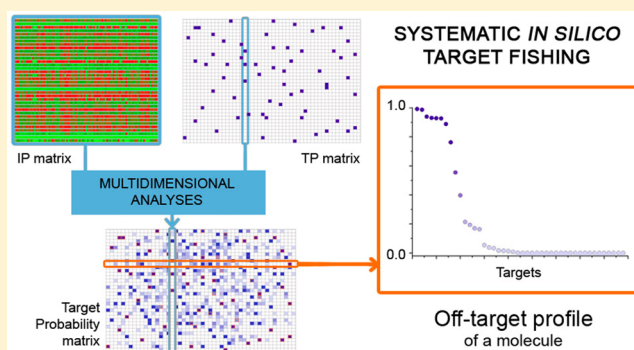 SYSTEMATIC IN SILICO
TARGET FISHING
IP matrix
TP matrix
MULTIDIMENSIONAL
ANALYSES
Target
Probability
matrix
1.0
0.0
Targets
Off-target profile
of a molecule